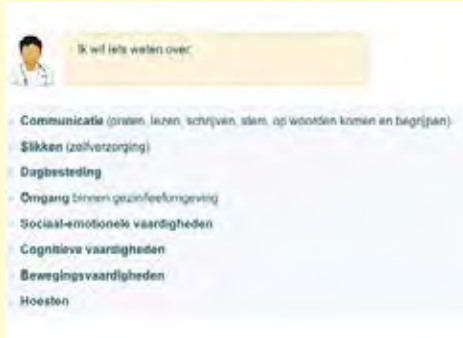 Ik wil iets weten over:
Communicatie (praten, lezen, schrijven, stem, op woorden komen en begrijpen)
Slikken (zelfverzorging)
Dagbesteding
Omgang binnen gezin/leefomgeving
Sociaal-emotionele vaardigheden
Cognitieve vaardigheden
Bewegingsvaardigheden
Hoesten